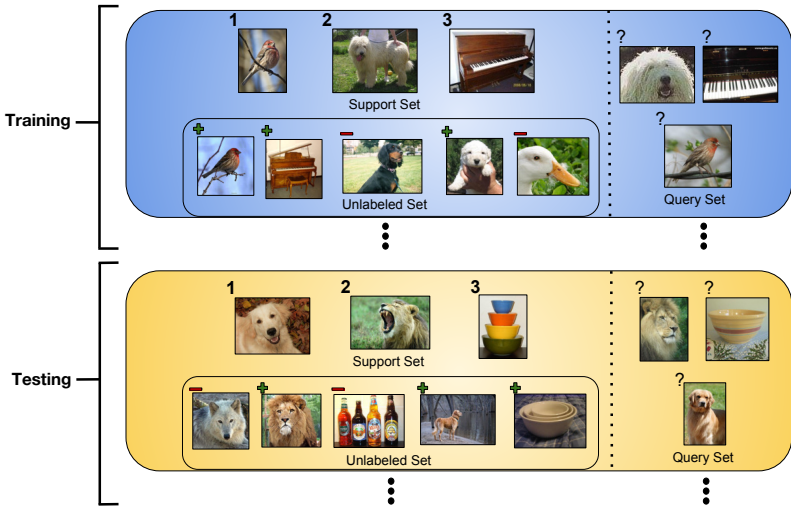 1 2 3
?
?
Support Set
Training
?
+ + − + −
Unlabeled Set
Query Set
1 2 3
?
?
Support Set
Testing
?
− + − + +
Unlabeled Set
Query Set